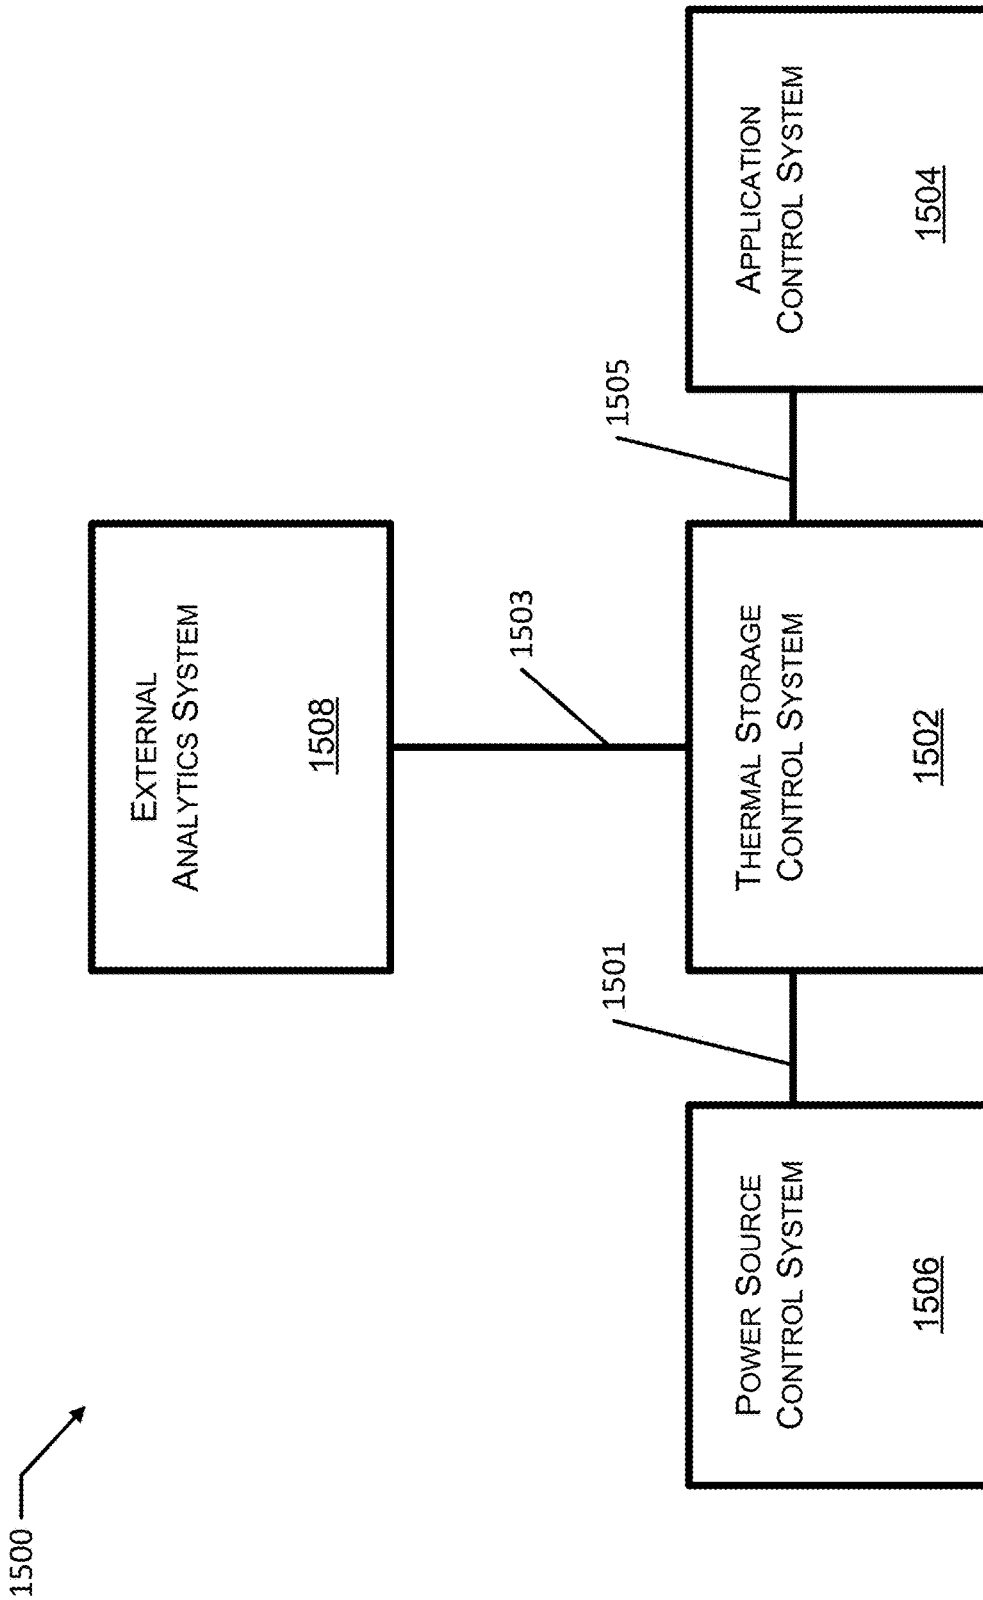 1500
EXTERNAL
ANALYTICS SYSTEM
1508
1503
1501
1505
POWER SOURCE
CONTROL SYSTEM
1506
THERMAL STORAGE
CONTROL SYSTEM
1502
APPLICATION
CONTROL SYSTEM
1504